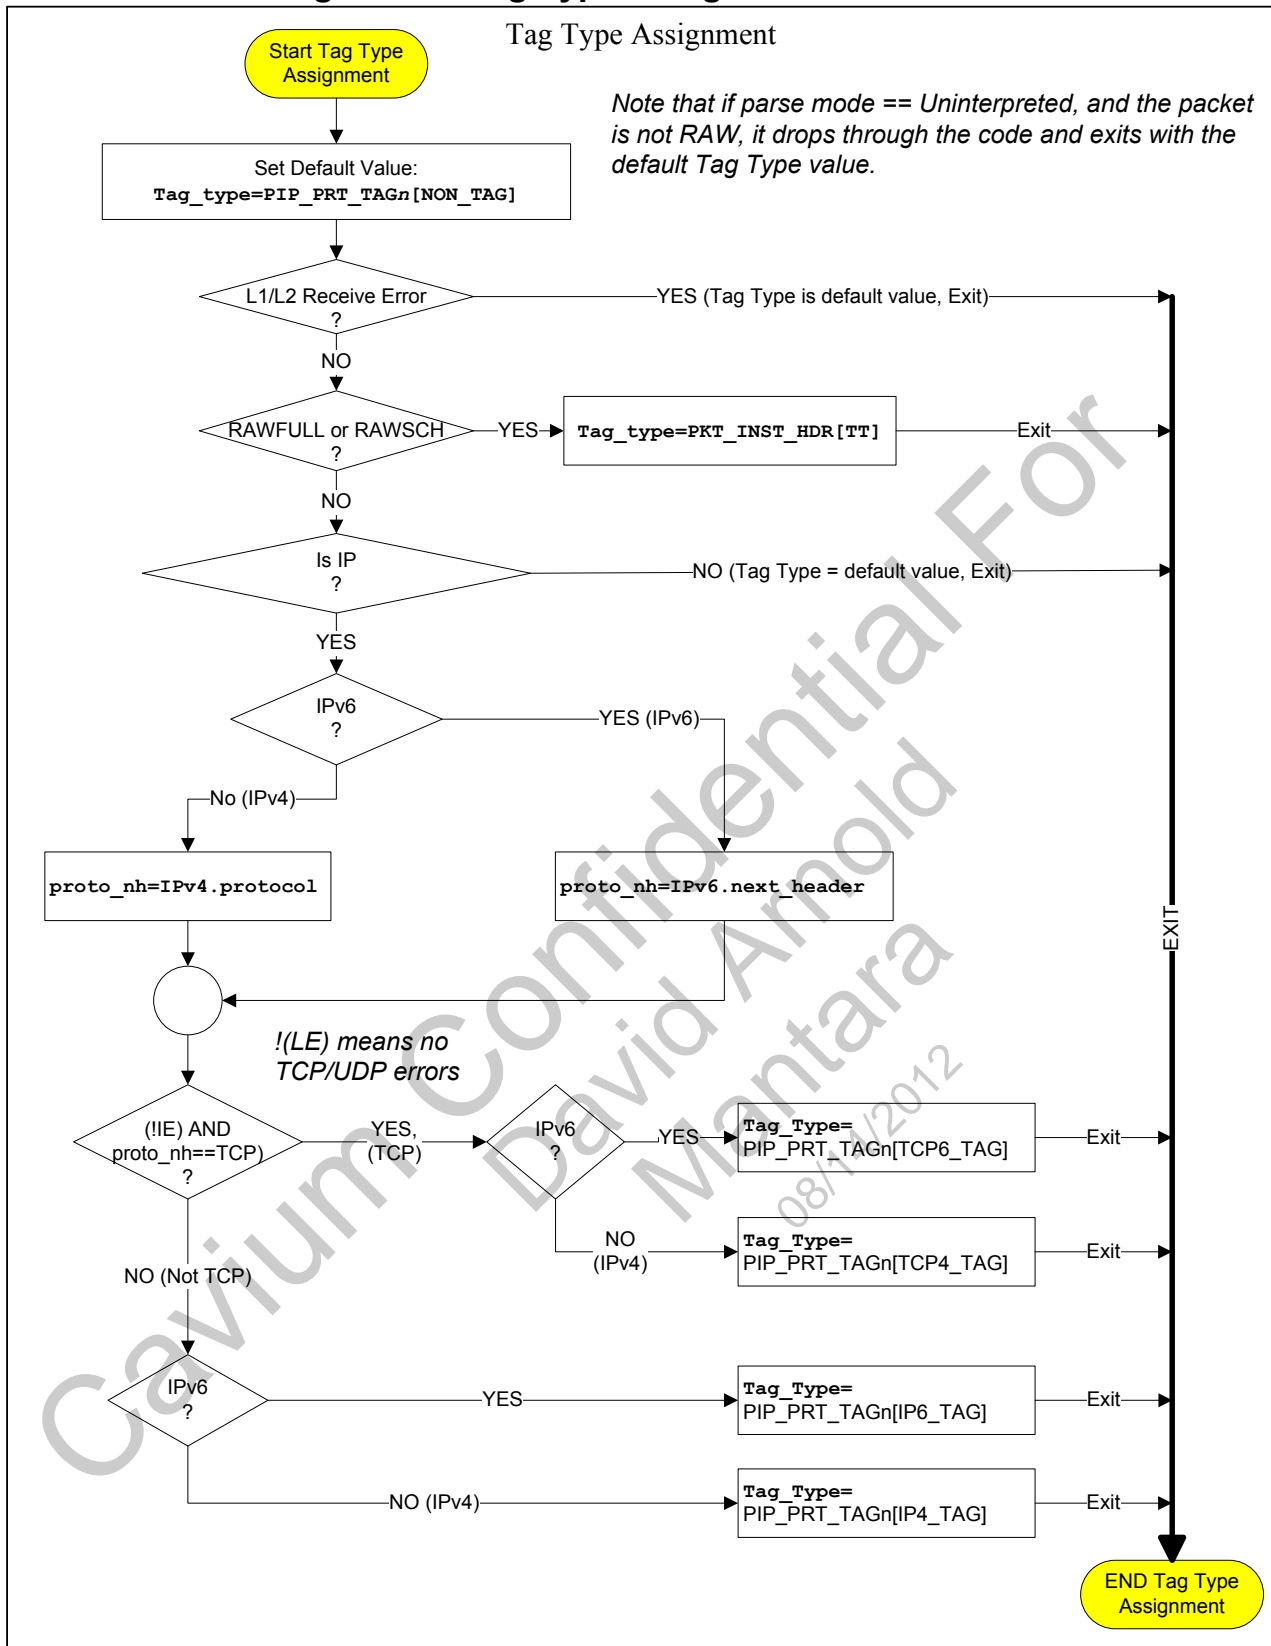 Tag Type Assignment
Start Tag Type
Assignment
Note that if parse mode == Uninterpreted, and the packet
is not RAW, it drops through the code and exits with the
default Tag Type value.
Set Default Value:
Tag_type=PIP_PRT_TAGn[NON_TAG]
L1/L2 Receive Error
?
YES (Tag Type is default value, Exit)
NO
RAWFULL or RAWSCH
?
YES
Tag_type=PKT_INST_HDR[TT]
Exit
NO
Is IP
?
NO (Tag Type = default value, Exit)
YES
IPv6
?
YES (IPv6)
No (IPv4)
proto_nh=IPv4.protocol
proto_nh=IPv6.next_header
EXIT
!(LE) means no
TCP/UDP errors
(!IE) AND
proto_nh==TCP)
?
YES,
(TCP)
IPv6
?
YES
Tag_Type=
PIP_PRT_TAGn[TCP6_TAG]
Exit
NO
(IPv4)
Tag_Type=
PIP_PRT_TAGn[TCP4_TAG]
Exit
NO (Not TCP)
IPv6
?
YES
Tag_Type=
PIP_PRT_TAGn[IP6_TAG]
Exit
NO (IPv4)
Tag_Type=
PIP_PRT_TAGn[IP4_TAG]
Exit
END Tag Type
Assignment
Cavium Confidential For
David Arnold
Mantara